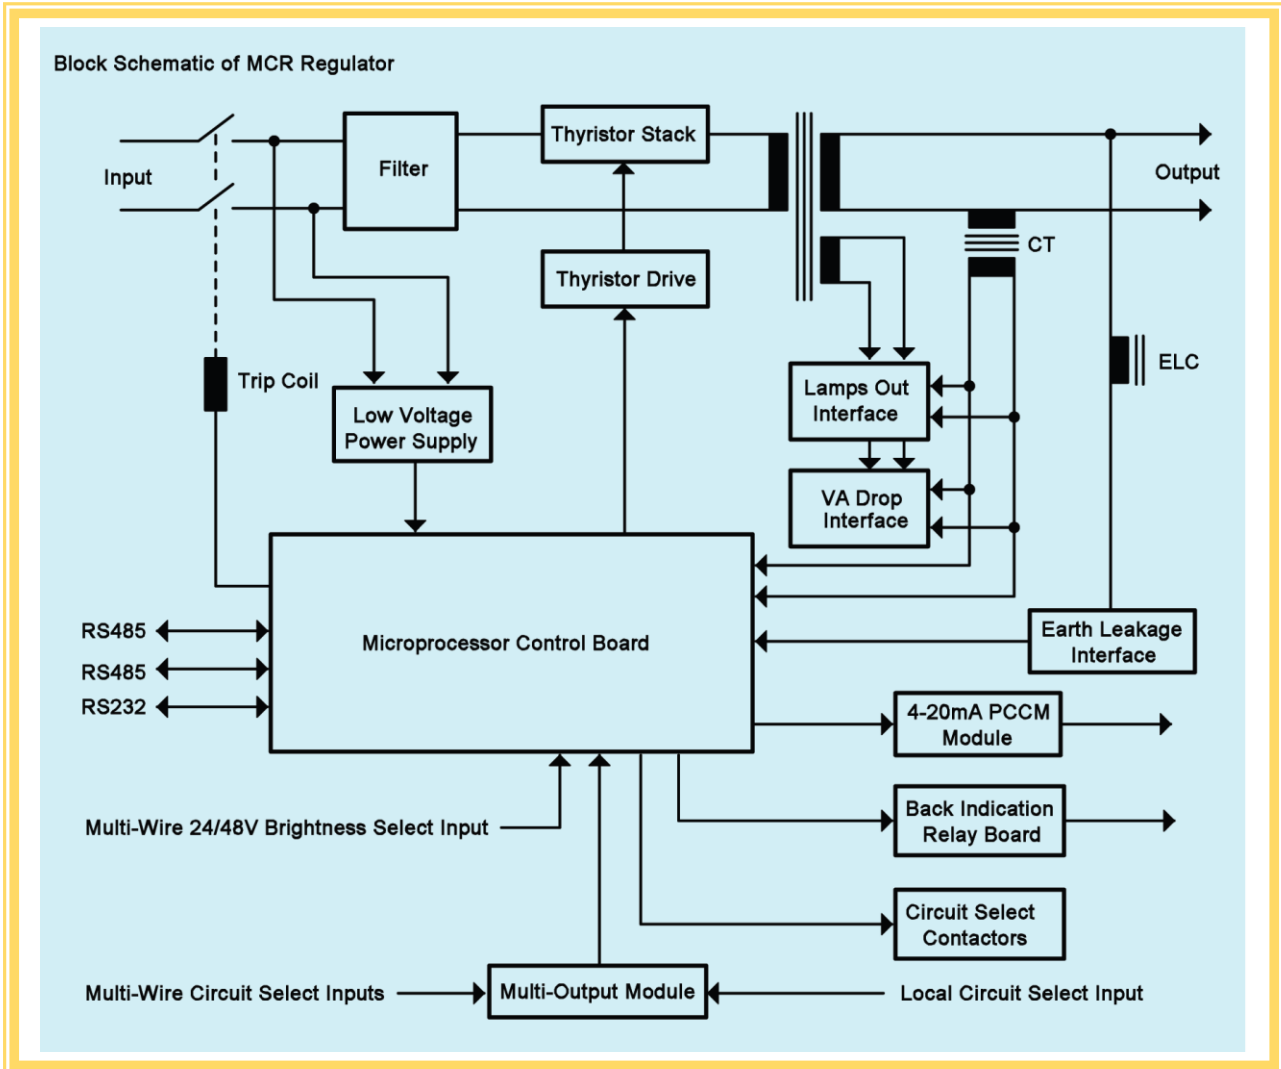 Block Schematic of MCR Regulator
Input
Filter
Thyristor Stack
Output
CT
Thyristor Drive
ELC
Trip Coil
Low Voltage
Power Supply
Lamps Out
Interface
VA Drop
Interface
Microprocessor Control Board
Earth Leakage
Interface
RS485
RS485
RS232
4-20mA PCCM
Module
Multi-Wire 24/48V Brightness Select Input
Back Indication
Relay Board
Circuit Select
Contactors
Multi-Wire Circuit Select Inputs
Multi-Output Module
Local Circuit Select Input